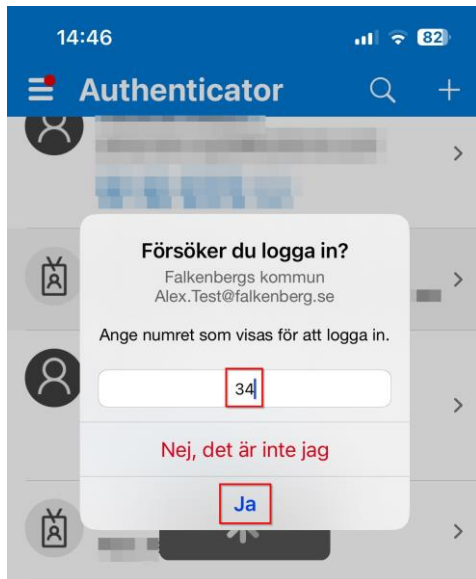 14:46
82
Authenticator
Försöker du logga in?
Falkenbergs kommun
Alex.Test@falkenberg.se
Ange numret som visas för att logga in.
34
Nej, det är inte jag
Ja